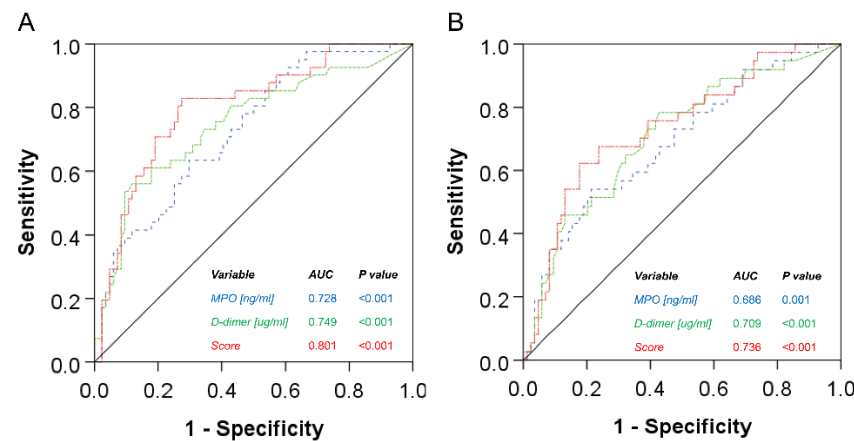 A
1.0
0.8
0.6
0.4
0.2
0.0
Sensitivity
Variable AUC P value
MPO [ng/ml] 0.728 <0.001
D-dimer [ug/ml] 0.749 <0.001
Score 0.801 <0.001
0.0 0.2 0.4 0.6 0.8 1.0
1 - Specificity
B
1.0
0.8
0.6
0.4
0.2
0.0
Sensitivity
Variable AUC P value
MPO [ng/ml] 0.686 0.001
D-dimer [ug/ml] 0.709 <0.001
Score 0.736 <0.001
0.0 0.2 0.4 0.6 0.8 1.0
1 - Specificity